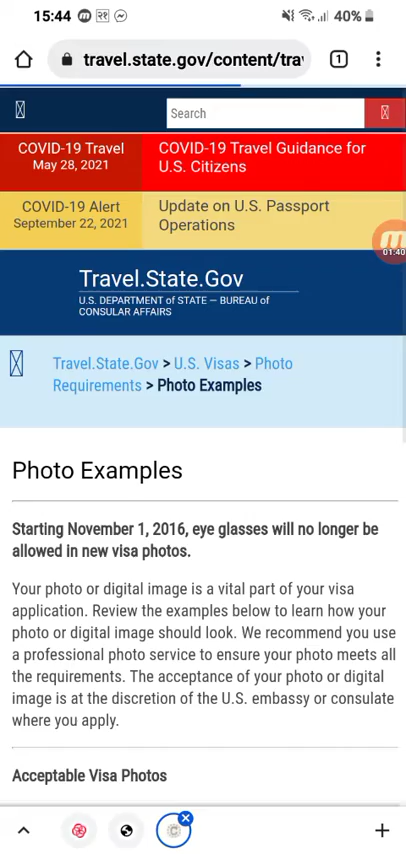 15:44
40%
travel.state.gov/content/tra
1
Search
COVID-19 Travel
May 28, 2021
COVID-19 Travel Guidance for
U.S. Citizens
COVID-19 Alert
September 22, 2021
Update on U.S. Passport
Operations
01:40
Travel.State.Gov
U.S. DEPARTMENT of STATE — BUREAU of
CONSULAR AFFAIRS
Travel.State.Gov > U.S. Visas > Photo
Requirements > Photo Examples
Photo Examples
Starting November 1, 2016, eye glasses will no longer be
allowed in new visa photos.
Your photo or digital image is a vital part of your visa
application. Review the examples below to learn how your
photo or digital image should look. We recommend you use
a professional photo service to ensure your photo meets all
the requirements. The acceptance of your photo or digital
image is at the discretion of the U.S. embassy or consulate
where you apply.
Acceptable Visa Photos
C